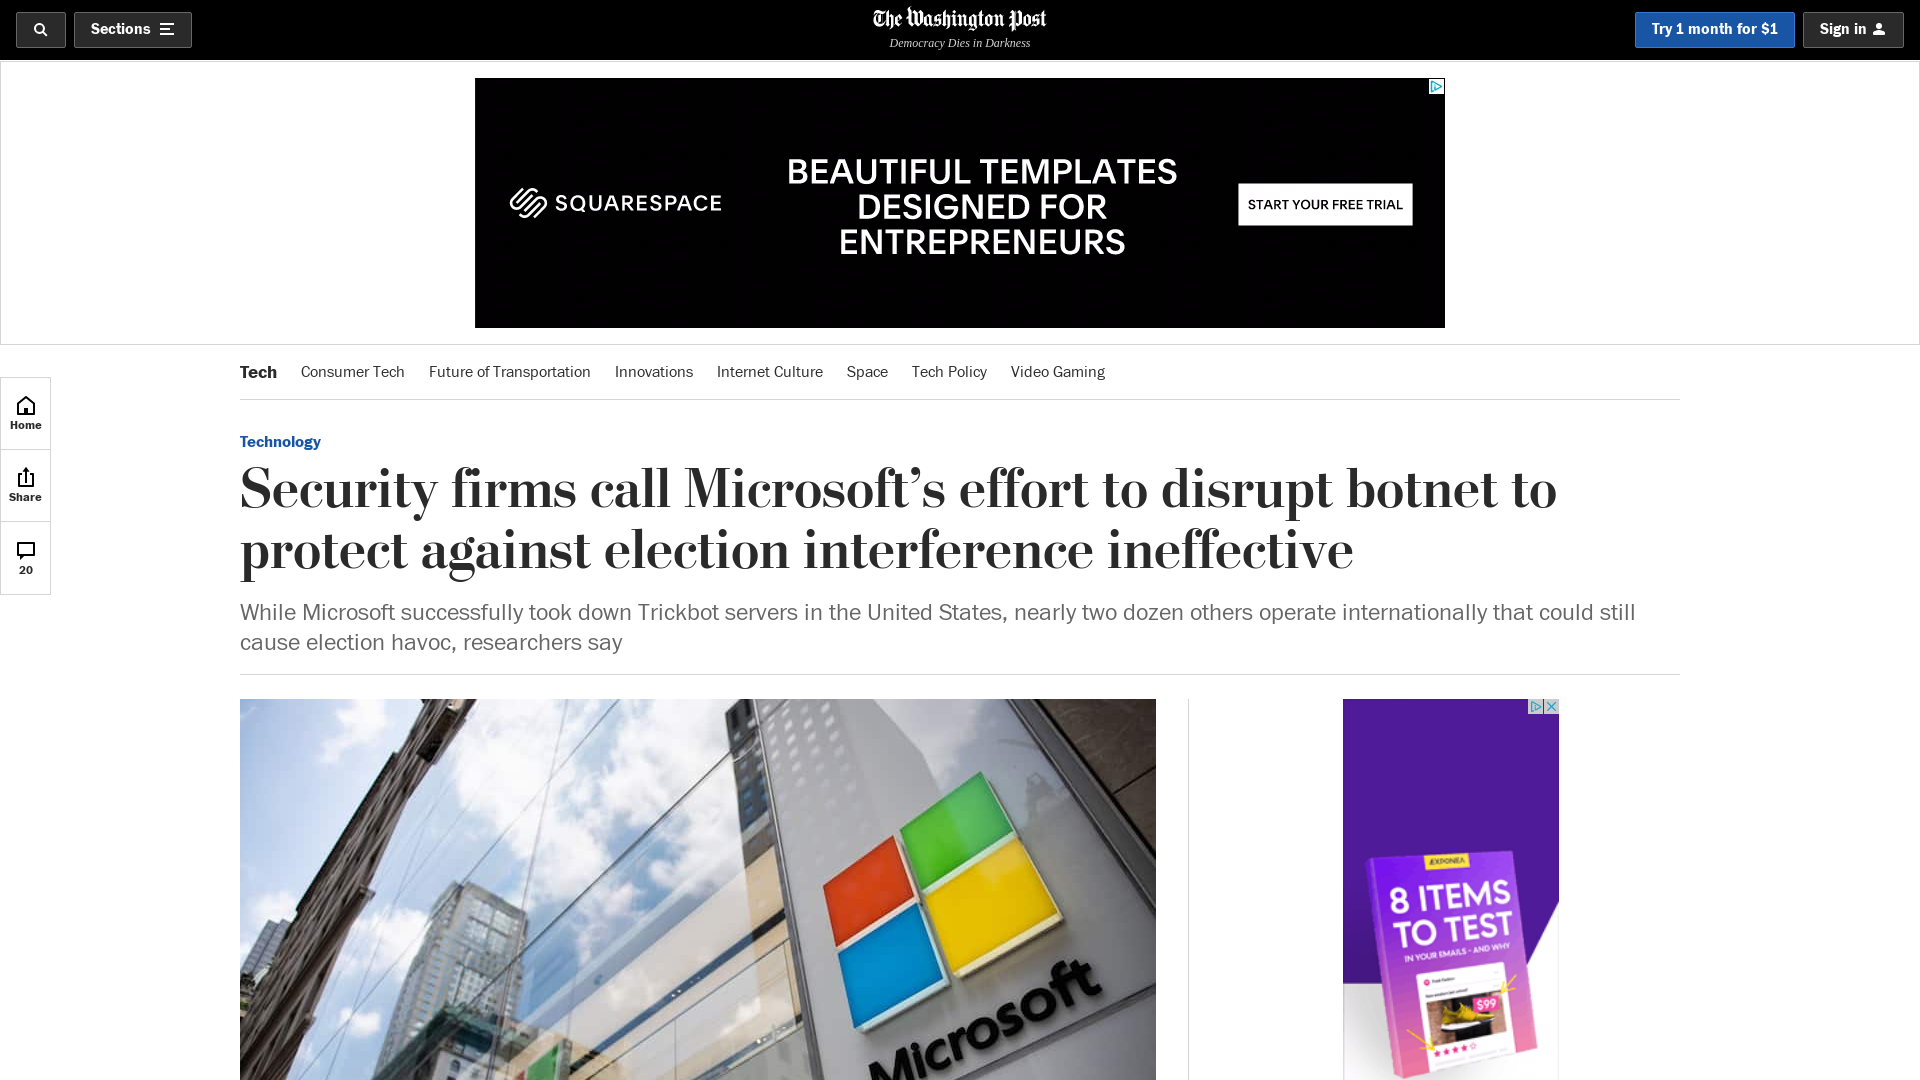 Sections
The Washington Post
Democracy Dies in Darkness
Try 1 month for $1
Sign in
SQUARESPACE
BEAUTIFUL TEMPLATES
DESIGNED FOR
ENTREPRENEURS
START YOUR FREE TRIAL
Tech Consumer Tech Future of Transportation Innovations Internet Culture Space Tech Policy Video Gaming
Home
Share
20
Technology
Security firms call Microsoft’s effort to disrupt botnet to
protect against election interference ineffective
While Microsoft successfully took down Trickbot servers in the United States, nearly two dozen others operate internationally that could still
cause election havoc, researchers say
Microsoft
EXPONEA
8 ITEMS
TO TEST
IN YOUR EMAILS - AND WHY
$99